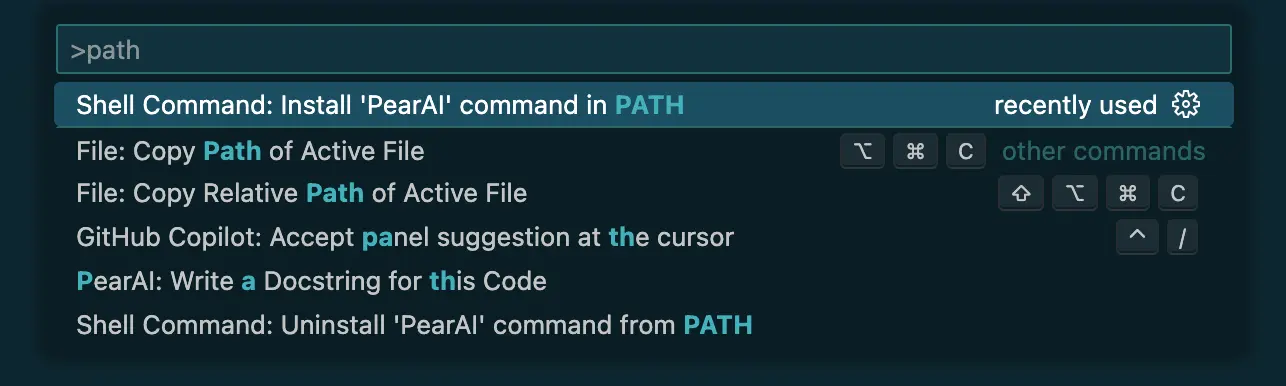 >path
Shell Command: Install 'PearAI' command in PATH recently used
File: Copy Path of Active File ⌥ ⌘ C other commands
File: Copy Relative Path of Active File ⇧ ⌥ ⌘ C
GitHub Copilot: Accept panel suggestion at the cursor ^ /
PearAI: Write a Docstring for this Code
Shell Command: Uninstall 'PearAI' command from PATH